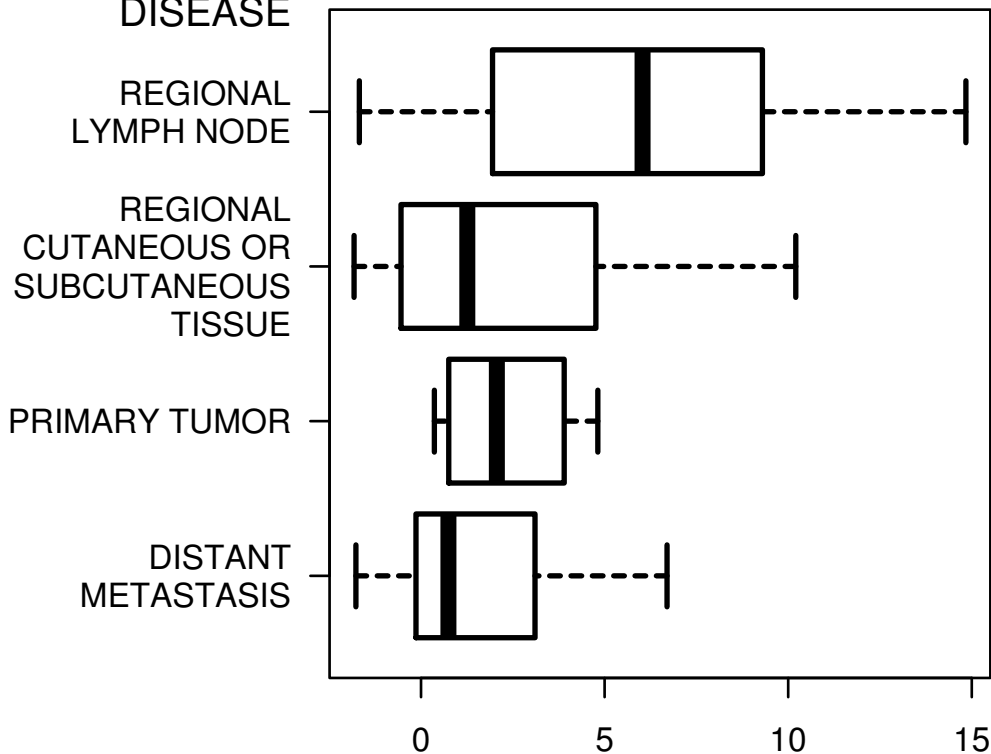 DISEASE
REGIONAL
LYMPH NODE
REGIONAL
CUTANEOUS OR
SUBCUTANEOUS
TISSUE
PRIMARY TUMOR
DISTANT
METASTASIS
0 5 10 15